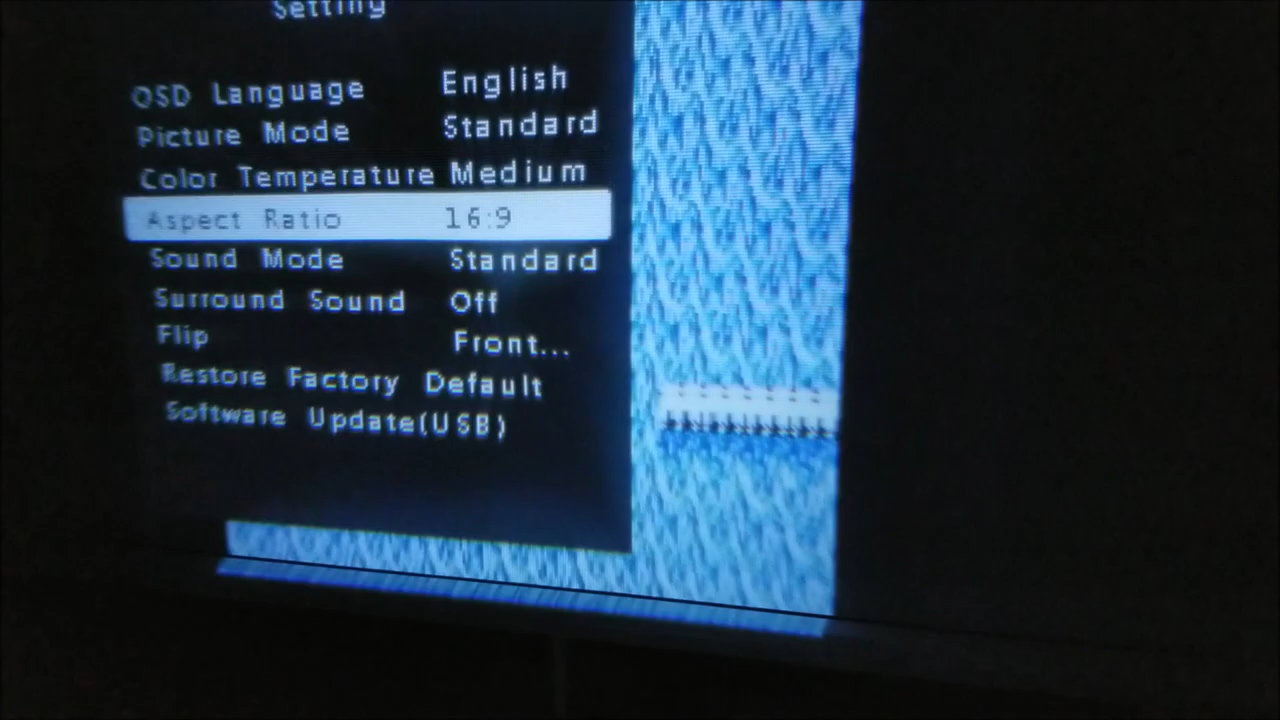 Setting
OSD Language English
Picture Mode Standard
Color Temperature Medium
Aspect Ratio 16:9
Sound Mode Standard
Surround Sound Off
Flip Front...
Restore Factory Default
Software Update(USB)